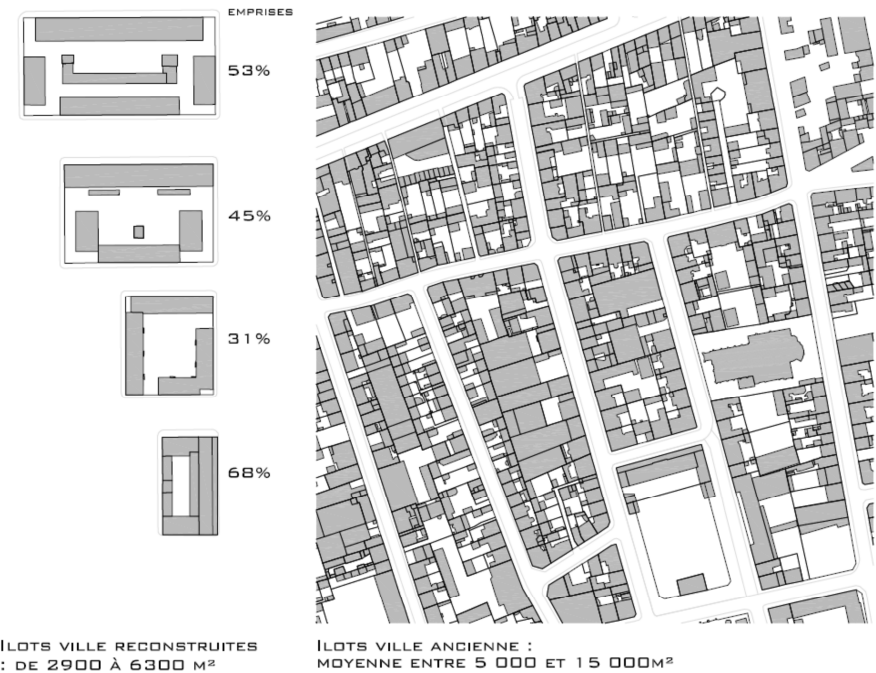 EMPRISES
53%
45%
31%
68%
ILOTS VILLE RECONSTRUITES
: DE 2900 À 6300 M²
ILOTS VILLE ANCIENNE :
MOYENNE ENTRE 5 000 ET 15 000M²